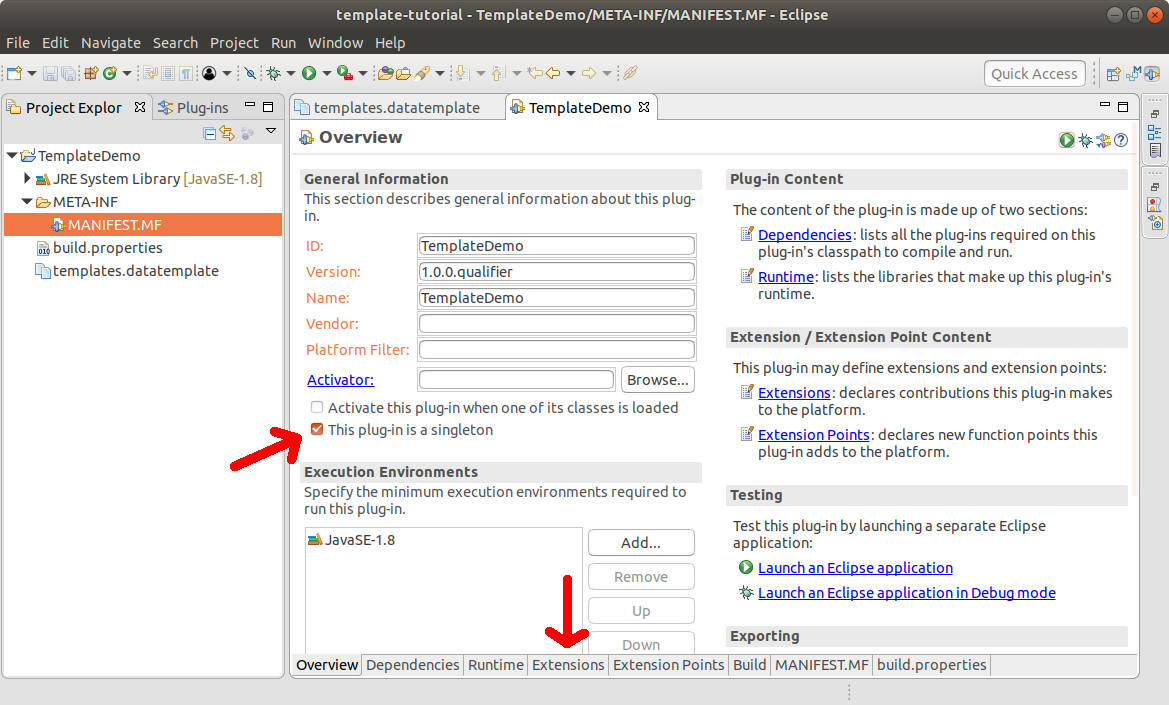 template-tutorial - TemplateDemo/META-INF/MANIFEST.MF - Eclipse
File Edit Navigate Search Project Run Window Help
Quick Access
Project Explor
Plug-ins
TemplateDemo
JRE System Library [JavaSE-1.8]
META-INF
MANIFEST.MF
build.properties
templates.datatemplate
templates.datatemplate
TemplateDemo
Overview
General Information
This section describes general information about this plug-
in.
ID: TemplateDemo
Version: 1.0.0.qualifier
Name: TemplateDemo
Vendor:
Platform Filter:
Activator: Browse...
Activate this plug-in when one of its classes is loaded
This plug-in is a singleton
Execution Environments
Specify the minimum execution environments required to
run this plug-in.
JavaSE-1.8
Add...
Remove
Up
Down
Plug-in Content
The content of the plug-in is made up of two sections:
Dependencies: lists all the plug-ins required on this
plug-in's classpath to compile and run.
Runtime: lists the libraries that make up this plug-in's
runtime.
Extension / Extension Point Content
This plug-in may define extensions and extension points:
Extensions: declares contributions this plug-in makes
to the platform.
Extension Points: declares new function points this
plug-in adds to the platform.
Testing
Test this plug-in by launching a separate Eclipse
application:
Launch an Eclipse application
Launch an Eclipse application in Debug mode
Exporting
Overview Dependencies Runtime Extensions Extension Points Build MANIFEST.MF build.properties